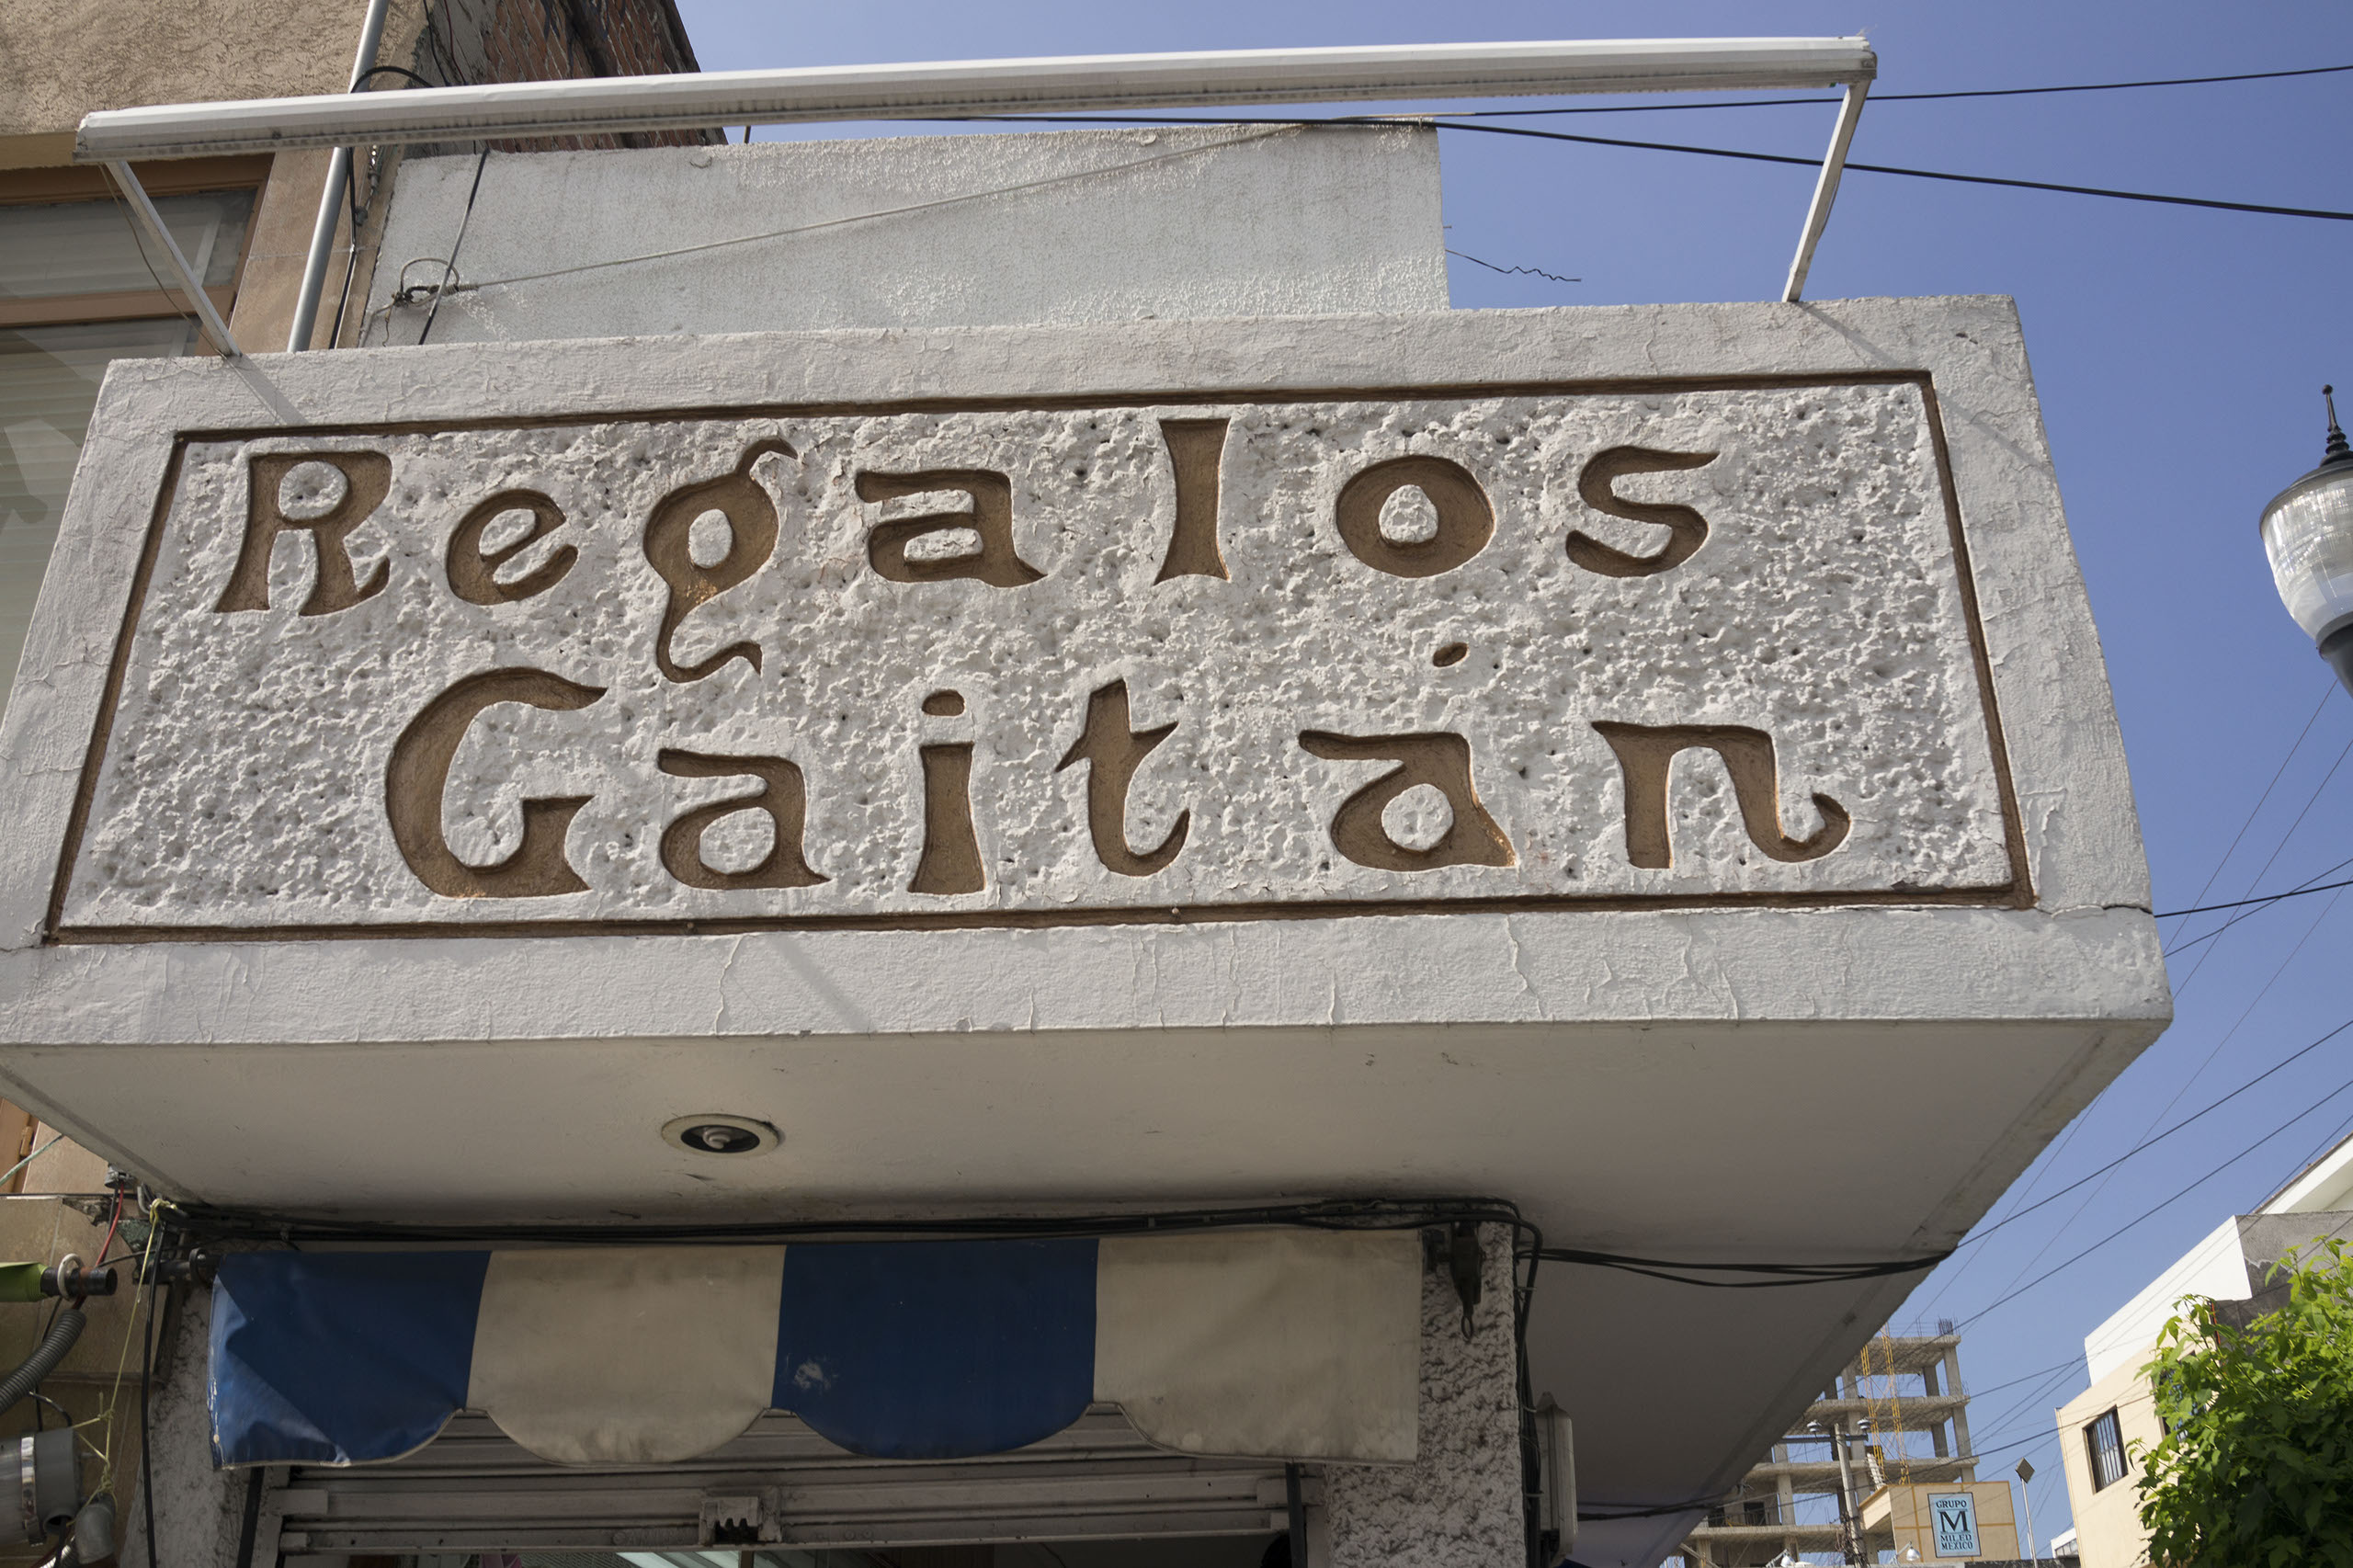 Regalos
Gaitán
GRUPO
M
MILED
MEXICO